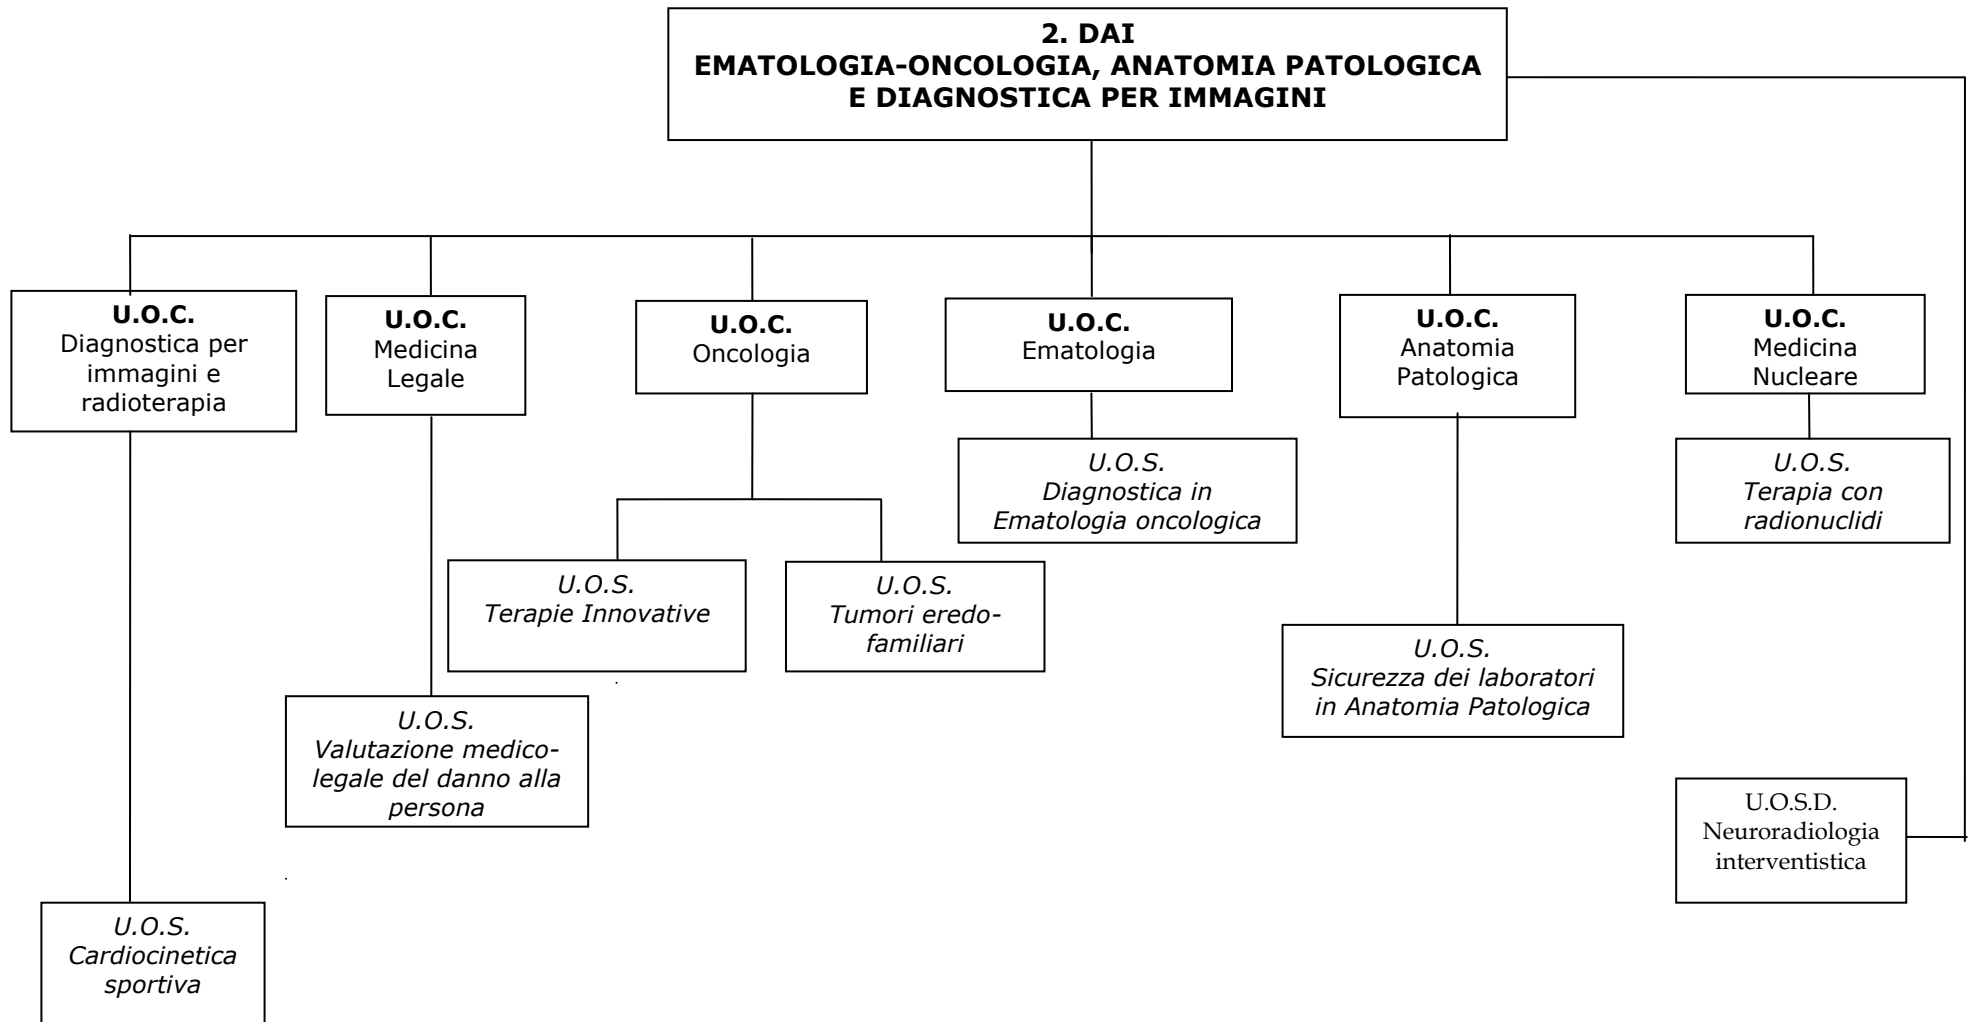 2. DAI
EMATOLOGIA-ONCOLOGIA, ANATOMIA PATOLOGICA
E DIAGNOSTICA PER IMMAGINI
U.O.C.
Diagnostica per
immagini e
radioterapia
U.O.C.
Medicina
Legale
U.O.C.
Oncologia
U.O.C.
Ematologia
U.O.C.
Anatomia
Patologica
U.O.C.
Medicina
Nucleare
U.O.S.
Diagnostica in
Ematologia oncologica
U.O.S.
Terapia con
radionuclidi
U.O.S.
Terapie Innovative
U.O.S.
Tumori eredo-
familiari
U.O.S.
Sicurezza dei laboratori
in Anatomia Patologica
U.O.S.
Valutazione medico-
legale del danno alla
persona
U.O.S.D.
Neuroradiologia
interventistica
U.O.S.
Cardiocinetica
sportiva